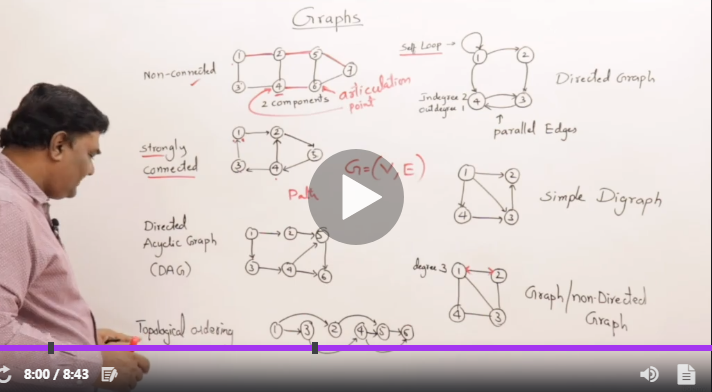 Graphs
Non-connected
1 2 5 7
3 4 6
2 components
articulation
point
Self Loop
1 2
Indegree 2
outdegree 1
4 3
Directed Graph
parallel Edges
strongly
connected
1 2
3 4 5
G=(V, E)
Path
1 2
4 3
Simple Digraph
Directed
Acyclic Graph
(DAG)
1 2 5
3 4 6
degree 3
1 2
4 3
Graph/non-Directed
Graph
Topological ordering
1 3 2 4 5 6
8:00 / 8:43